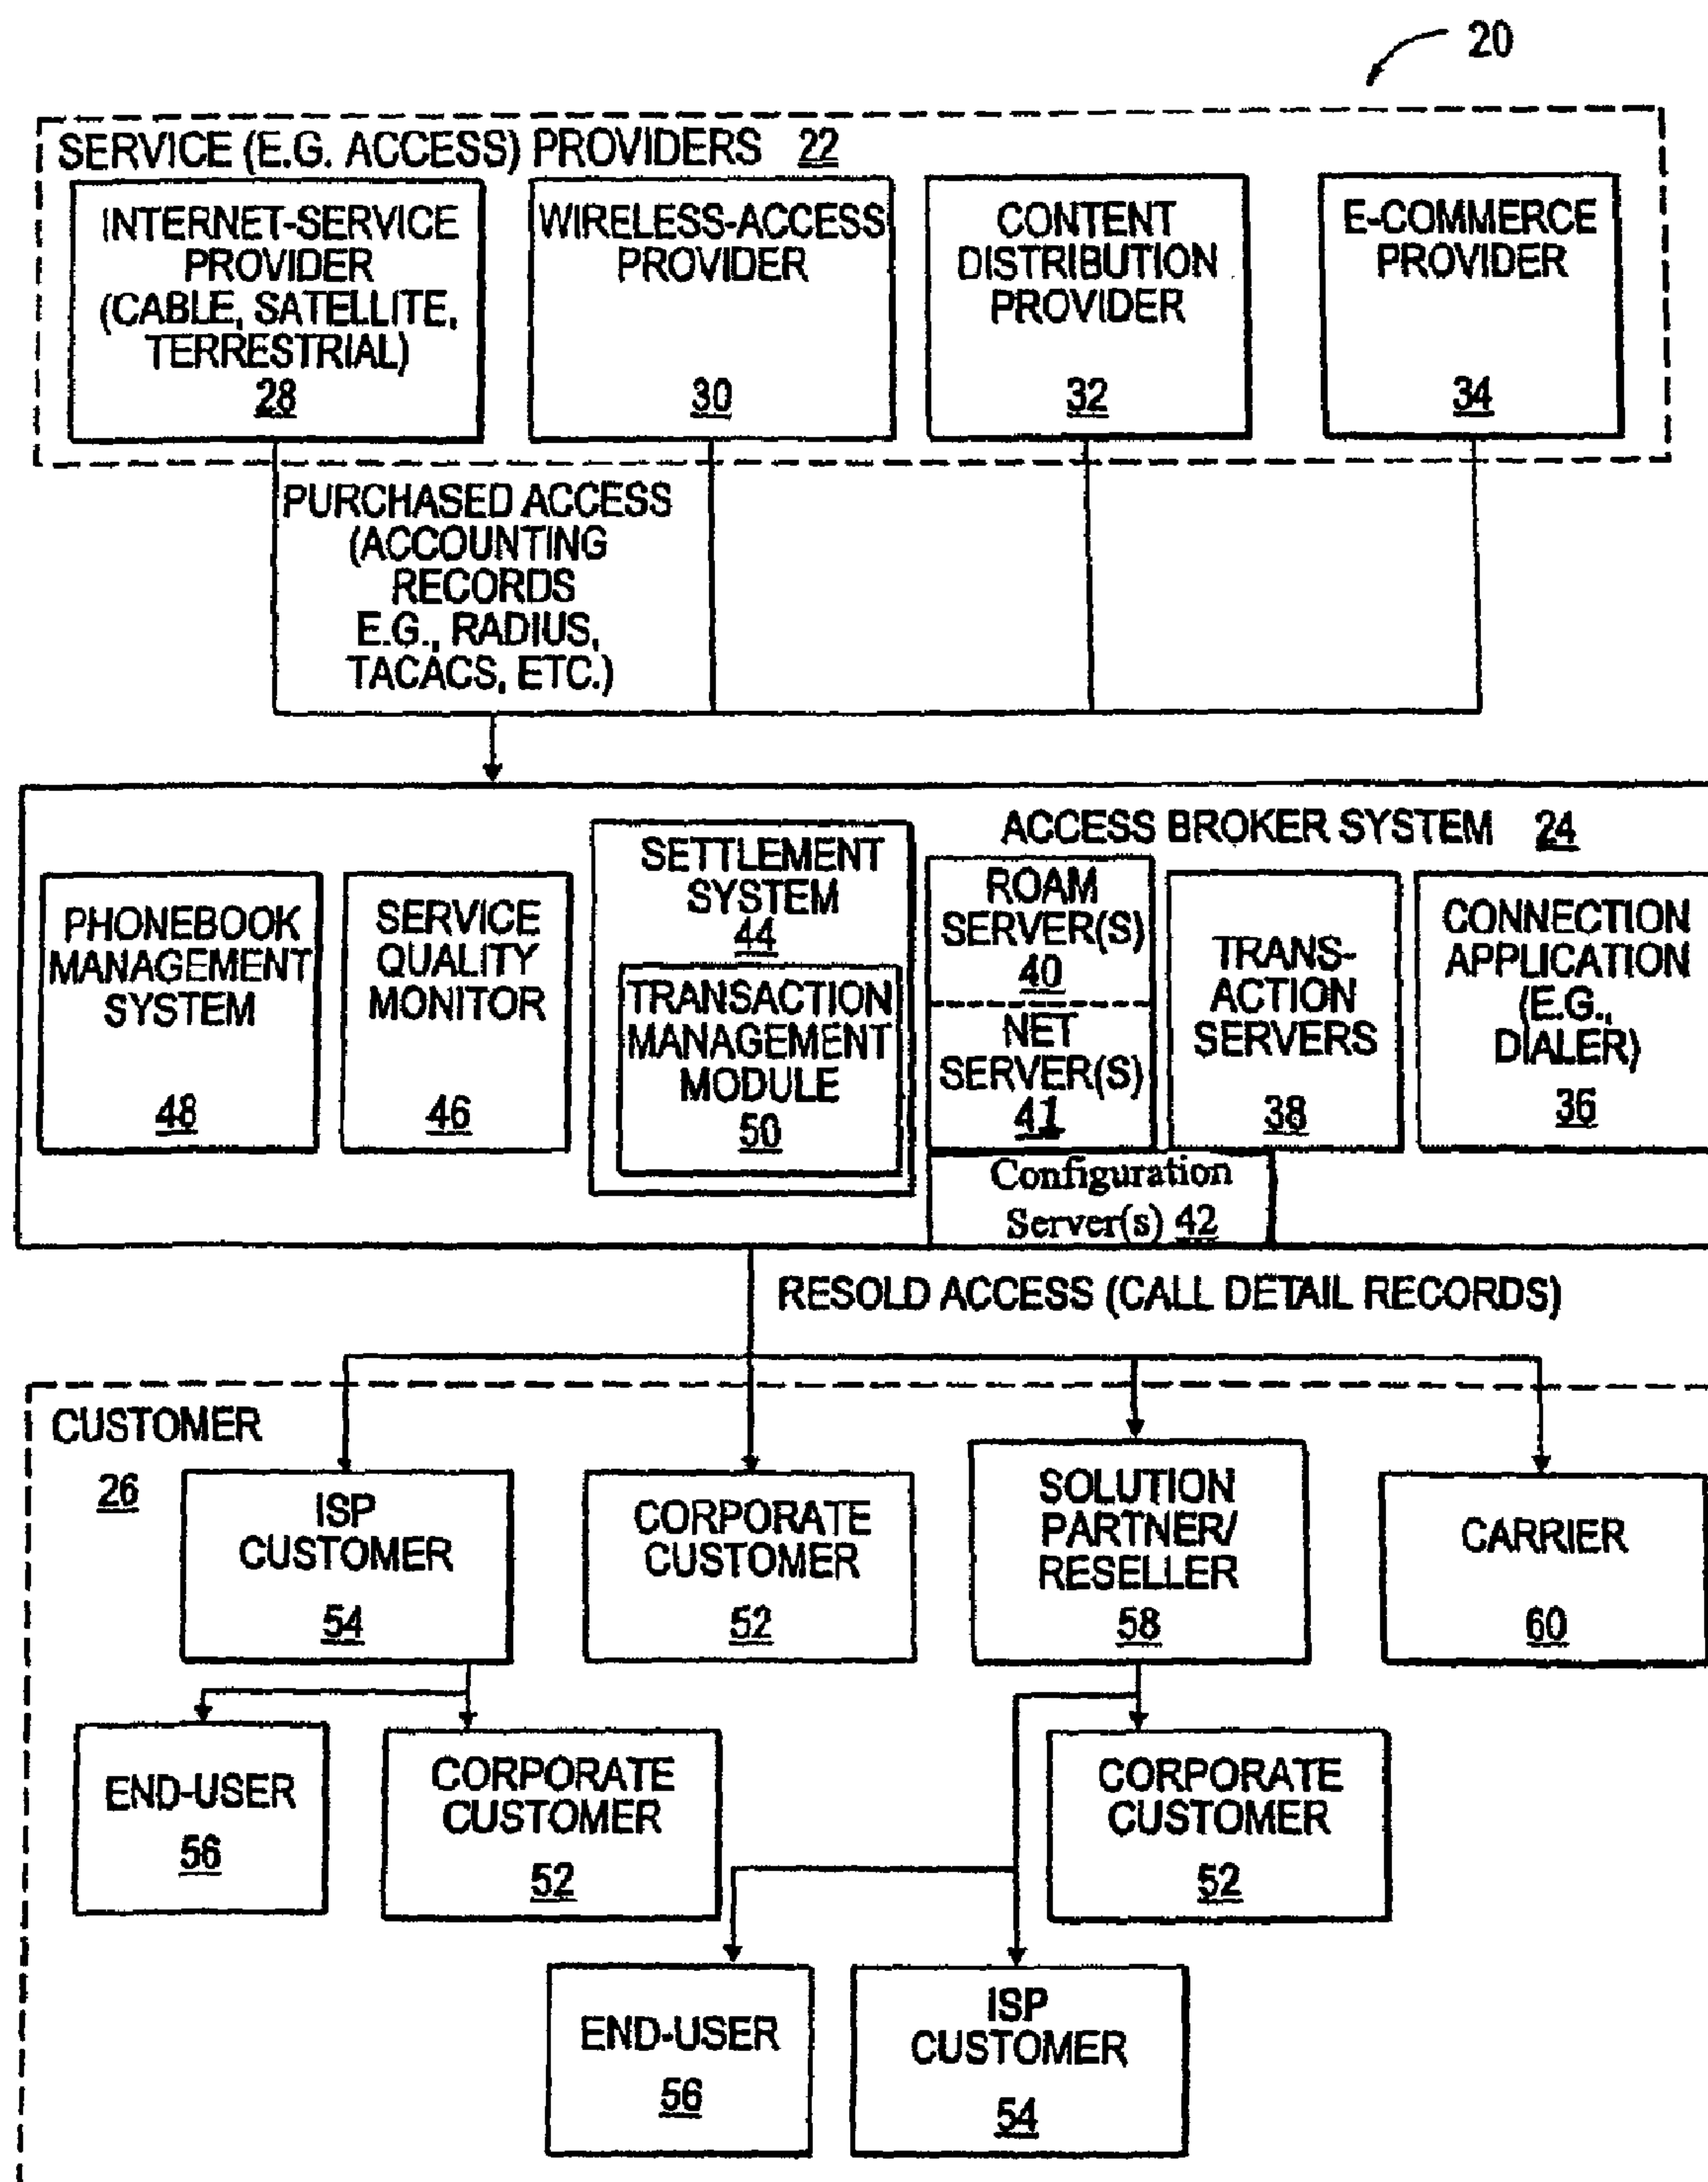 20
SERVICE (E.G. ACCESS) PROVIDERS 22
INTERNET-SERVICE
PROVIDER
(CABLE, SATELLITE,
TERRESTRIAL)
28
WIRELESS-ACCESS
PROVIDER
30
CONTENT
DISTRIBUTION
PROVIDER
32
E-COMMERCE
PROVIDER
34
PURCHASED ACCESS
(ACCOUNTING
RECORDS
E.G., RADIUS,
TACACS, ETC.)
ACCESS BROKER SYSTEM 24
PHONEBOOK
MANAGEMENT
SYSTEM
48
SERVICE
QUALITY
MONITOR
46
SETTLEMENT
SYSTEM
44
TRANSACTION
MANAGEMENT
MODULE
50
ROAM
SERVER(S)
40
NET
SERVER(S)
41
Configuration
Server(s) 42
TRANS-
ACTION
SERVERS
38
CONNECTION
APPLICATION
(E.G.,
DIALER)
36
RESOLD ACCESS (CALL DETAIL RECORDS)
CUSTOMER
26
ISP
CUSTOMER
54
CORPORATE
CUSTOMER
52
SOLUTION
PARTNER/
RESELLER
58
CARRIER
60
END-USER
56
CORPORATE
CUSTOMER
52
CORPORATE
CUSTOMER
52
END-USER
56
ISP
CUSTOMER
54